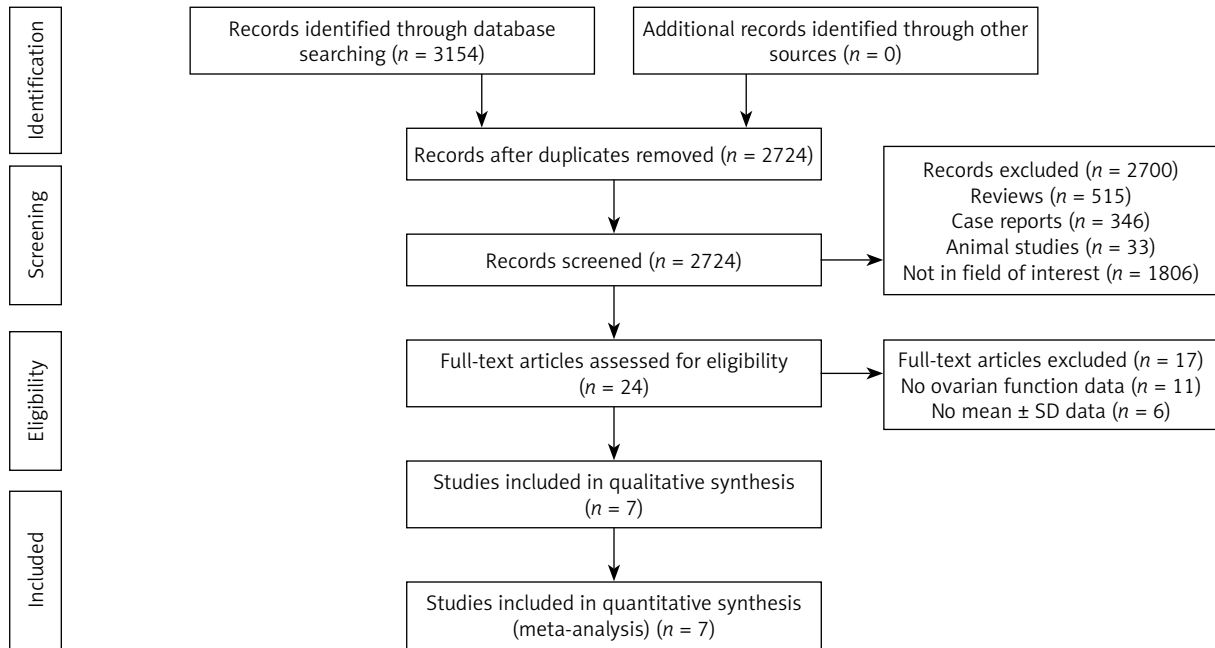 Identification
Records identified through database
searching (n = 3154)
Additional records identified through other
sources (n = 0)
Records after duplicates removed (n = 2724)
Screening
Records screened (n = 2724)
Records excluded (n = 2700)
Reviews (n = 515)
Case reports (n = 346)
Animal studies (n = 33)
Not in field of interest (n = 1806)
Eligibility
Full-text articles assessed for eligibility
(n = 24)
Full-text articles excluded (n = 17)
No ovarian function data (n = 11)
No mean ± SD data (n = 6)
Studies included in qualitative synthesis
(n = 7)
Included
Studies included in quantitative synthesis
(meta-analysis) (n = 7)